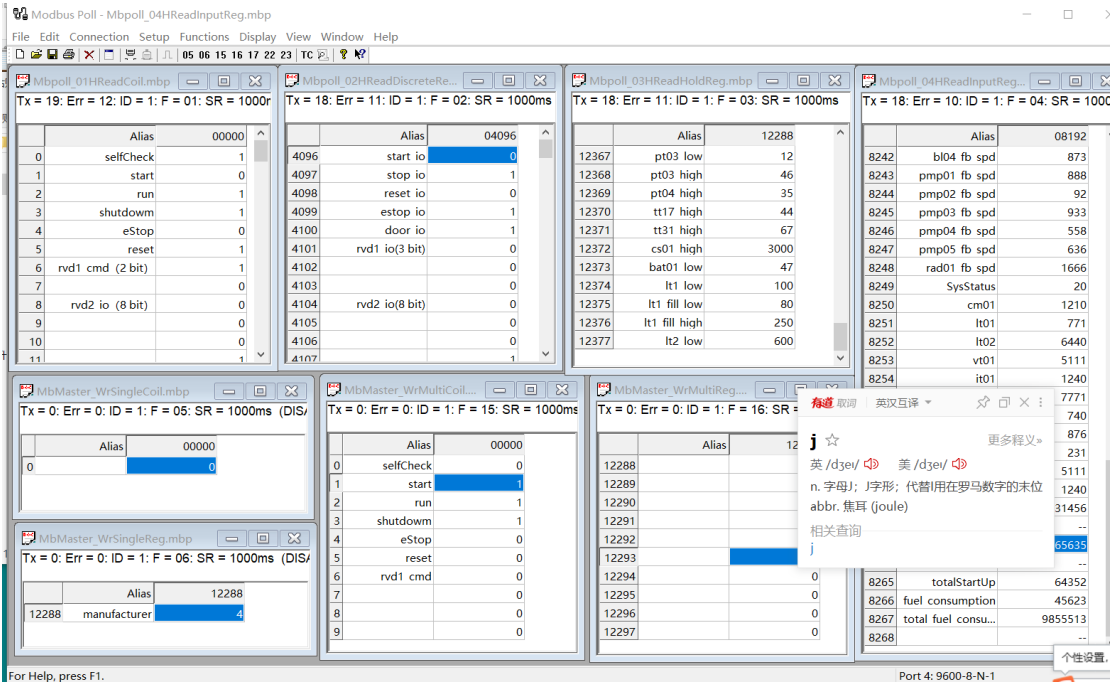 Modbus Poll - Mbpoll_04HReadInputReg.mbp
File Edit Connection Setup Functions Display View Window Help
05 06 15 16 17 22 23 TC
Mbpoll_01HReadCoil.mbp
Tx = 19: Err = 12: ID = 1: F = 01: SR = 1000r
Alias 00000
0 selfCheck 1
1 start 0
2 run 1
3 shutdowm 1
4 eStop 0
5 reset 1
6 rvd1 cmd (2 bit) 1
7 0
8 rvd2 io (8 bit) 0
9 0
10 0
11 1
Mbpoll_02HReadDiscreteRe...
Tx = 18: Err = 11: ID = 1: F = 02: SR = 1000ms
Alias 04096
4096 start io 0
4097 stop io 1
4098 reset io 0
4099 estop io 1
4100 door io 1
4101 rvd1 io(3 bit) 0
4102 0
4103 0
4104 rvd2 io(8 bit) 0
4105 0
4106 0
4107 1
Mbpoll_03HReadHoldReg.mbp
Tx = 18: Err = 11: ID = 1: F = 03: SR = 1000ms
Alias 12288
12367 pt03 low 12
12368 pt03 high 46
12369 pt04 high 35
12370 tt17 high 44
12371 tt31 high 67
12372 cs01 high 3000
12373 bat01 low 47
12374 lt1 low 100
12375 lt1 fill low 80
12376 lt1 fill high 250
12377 lt2 low 600
Mbpoll_04HReadInputReg...
Tx = 18: Err = 10: ID = 1: F = 04: SR = 1000
Alias 08192
8242 bl04 fb spd 873
8243 pmp01 fb spd 888
8244 pmp02 fb spd 92
8245 pmp03 fb spd 933
8246 pmp04 fb spd 558
8247 pmp05 fb spd 636
8248 rad01 fb spd 1666
8249 SysStatus 20
8250 cm01 1210
8251 lt01 771
8252 lt02 6440
8253 vt01 5111
8254 it01 1240
7771
740
876
231
5111
1240
31456
--
65635
--
8265 totalStartUp 64352
8266 fuel consumption 45623
8267 total fuel consu... 9855513
8268 --
MbMaster_WrSingleCoil.mbp
Tx = 0: Err = 0: ID = 1: F = 05: SR = 1000ms (DISA
Alias 00000
0 0
MbMaster_WrSingleReg.mbp
Tx = 0: Err = 0: ID = 1: F = 06: SR = 1000ms (DISA
Alias 12288
12288 manufacturer 4
MbMaster_WrMultiCoil....
Tx = 0: Err = 0: ID = 1: F = 15: SR = 1000ms
Alias 00000
0 selfCheck 0
1 start 1
2 run 1
3 shutdowm 1
4 eStop 0
5 reset 0
6 rvd1 cmd 0
7 0
8 0
9 0
MbMaster_WrMultiReg....
Tx = 0: Err = 0: ID = 1: F = 16: SR =
Alias 12
12288
12289
12290
12291
12292
12293
12294 0
12295 0
12296 0
12297 0
有道 取词 英汉互译
j 更多释义»
英 /dʒeɪ/ 美 /dʒeɪ/
n. 字母J；J字形；代替I用在罗马数字的末位
abbr. 焦耳 (joule)
相关查询
j
个性设置,
For Help, press F1. Port 4: 9600-8-N-1